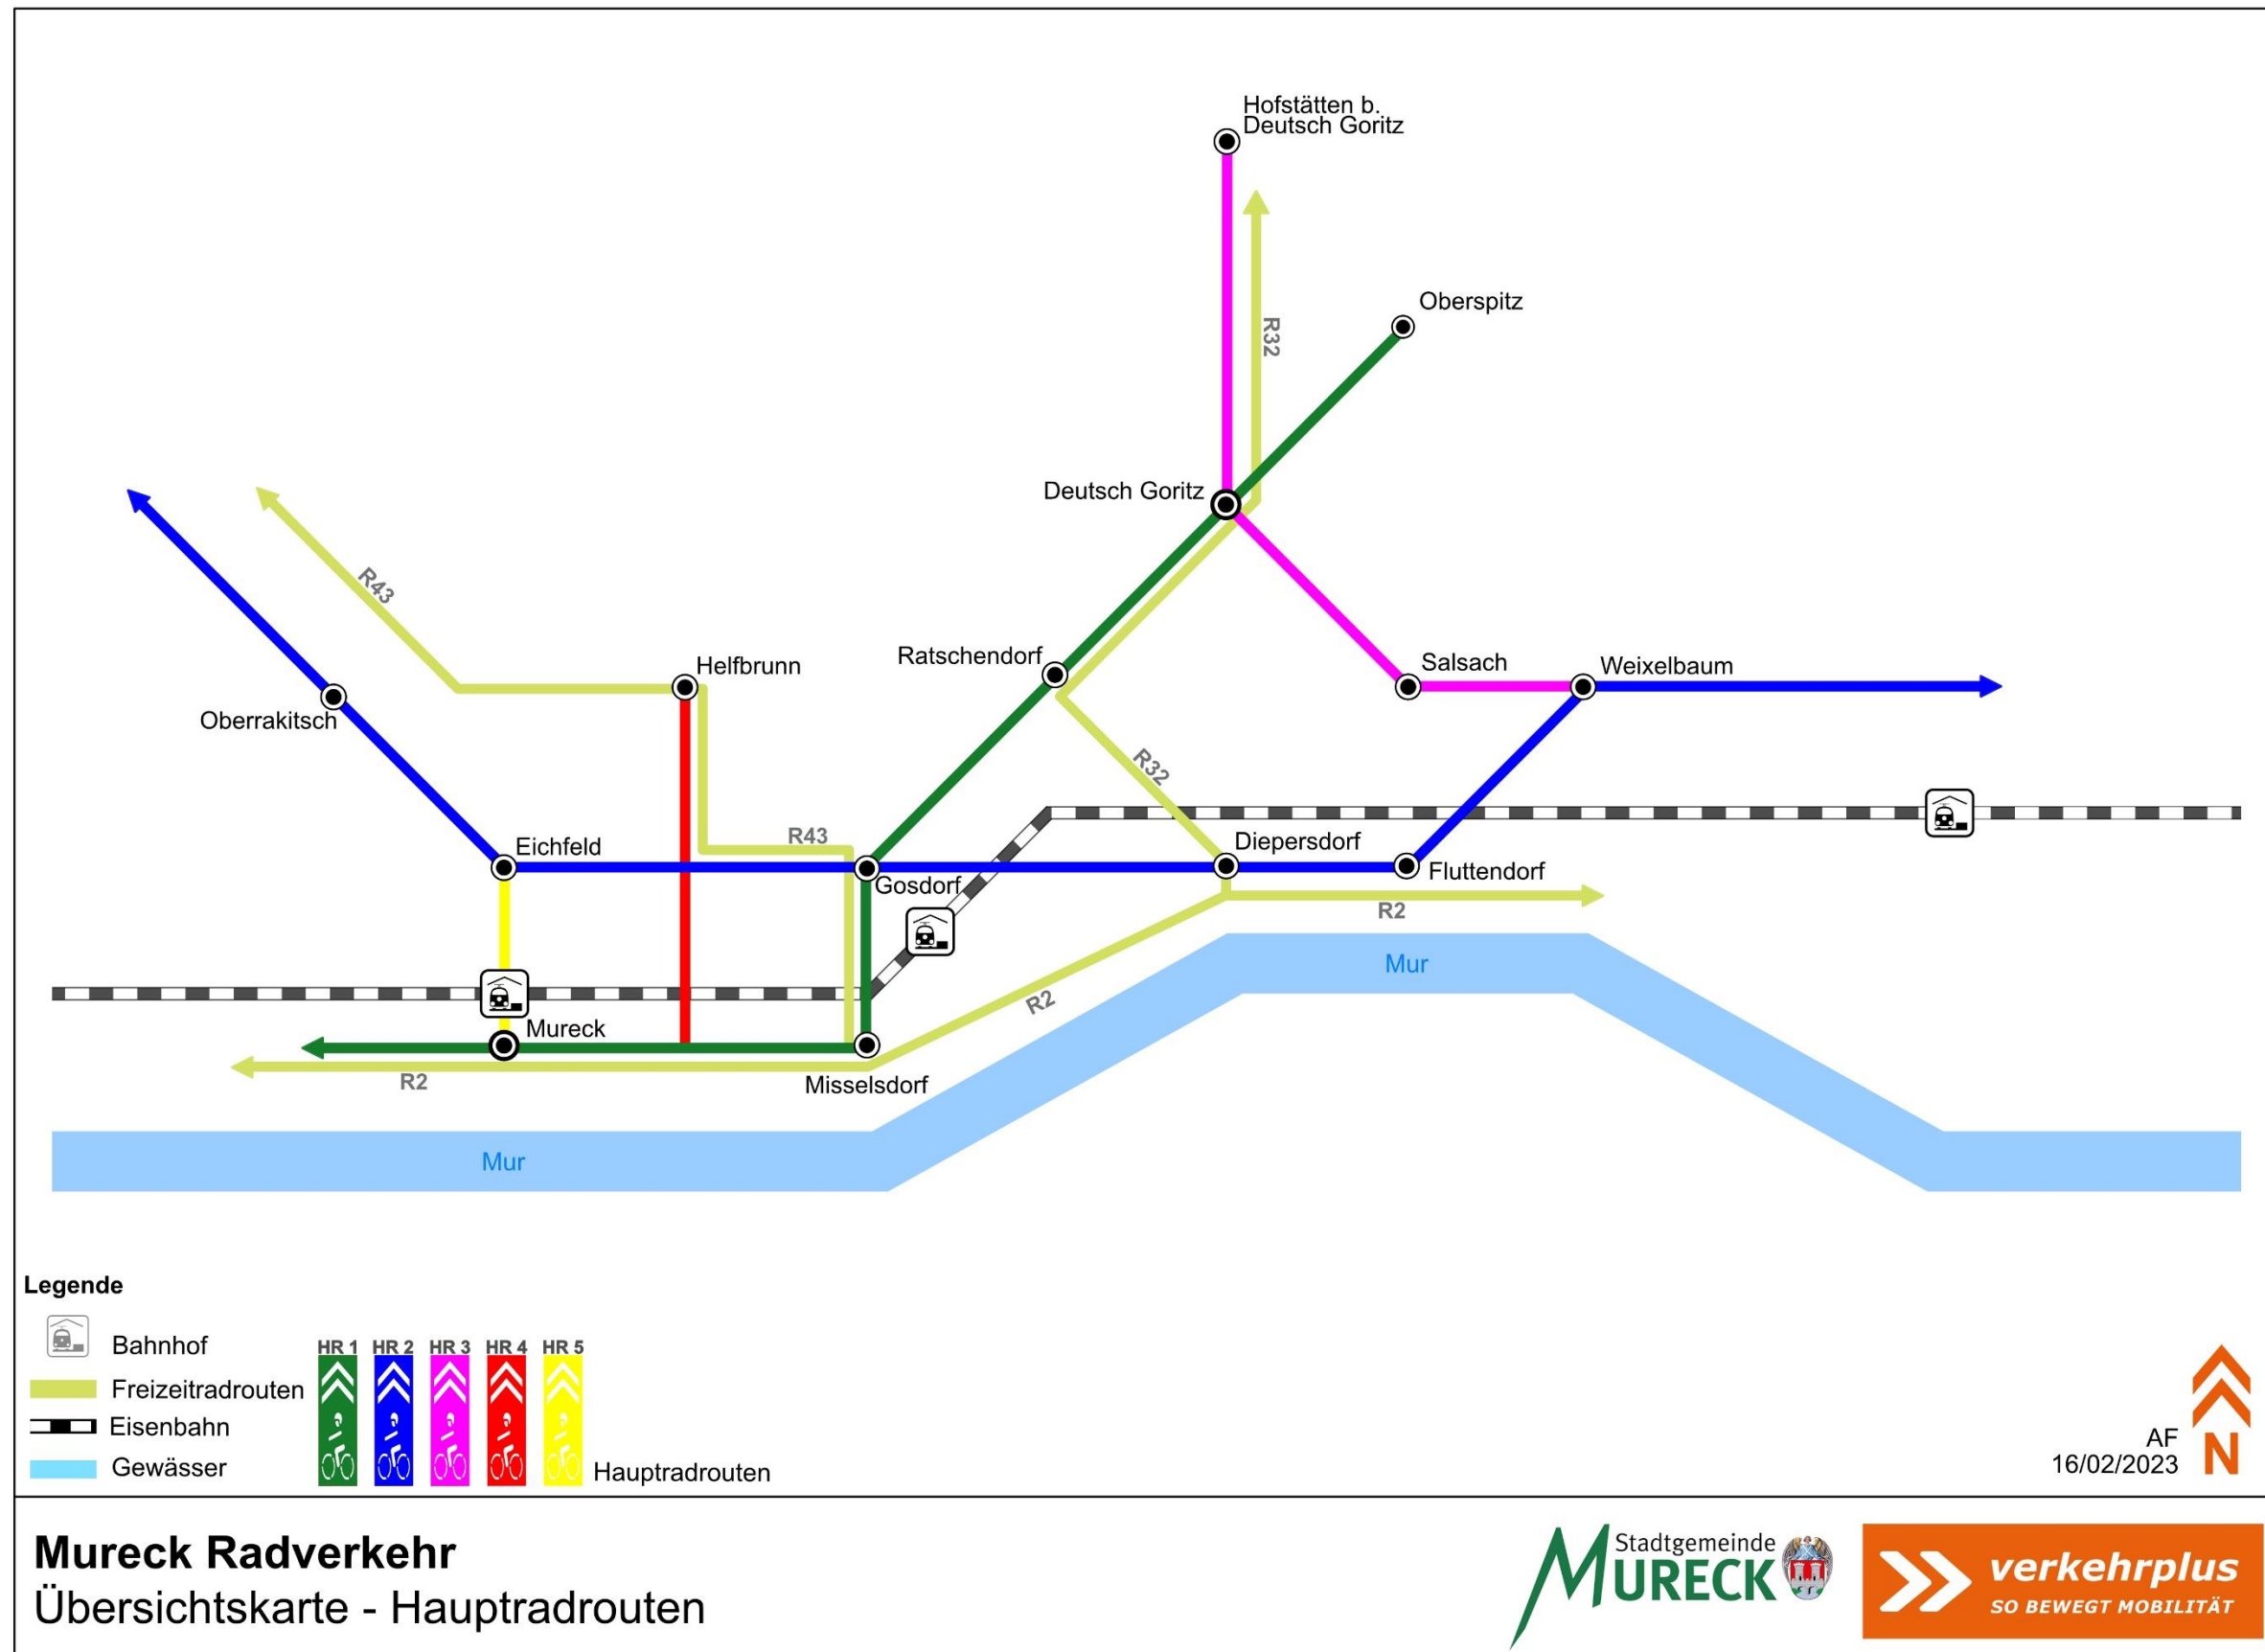 Hofstätten b.
Deutsch Goritz
Oberspitz
R32
Deutsch Goritz
R43
Ratschendorf
Helfbrunn
Salsach
Weixelbaum
Oberrakitsch
R32
R43
Eichfeld
Diepersdorf
Gosdorf
Fluttendorf
R2
Mur
R2
Mureck
R2
Misselsdorf
Mur
Legende
Bahnhof
Freizeitradrouten
Eisenbahn
Gewässer
HR 1 HR 2 HR 3 HR 4 HR 5
Hauptradrouten
AF
16/02/2023
N
Mureck Radverkehr
Übersichtskarte - Hauptradrouten
Stadtgemeinde
MURECK
verkehrplus
SO BEWEGT MOBILITÄT